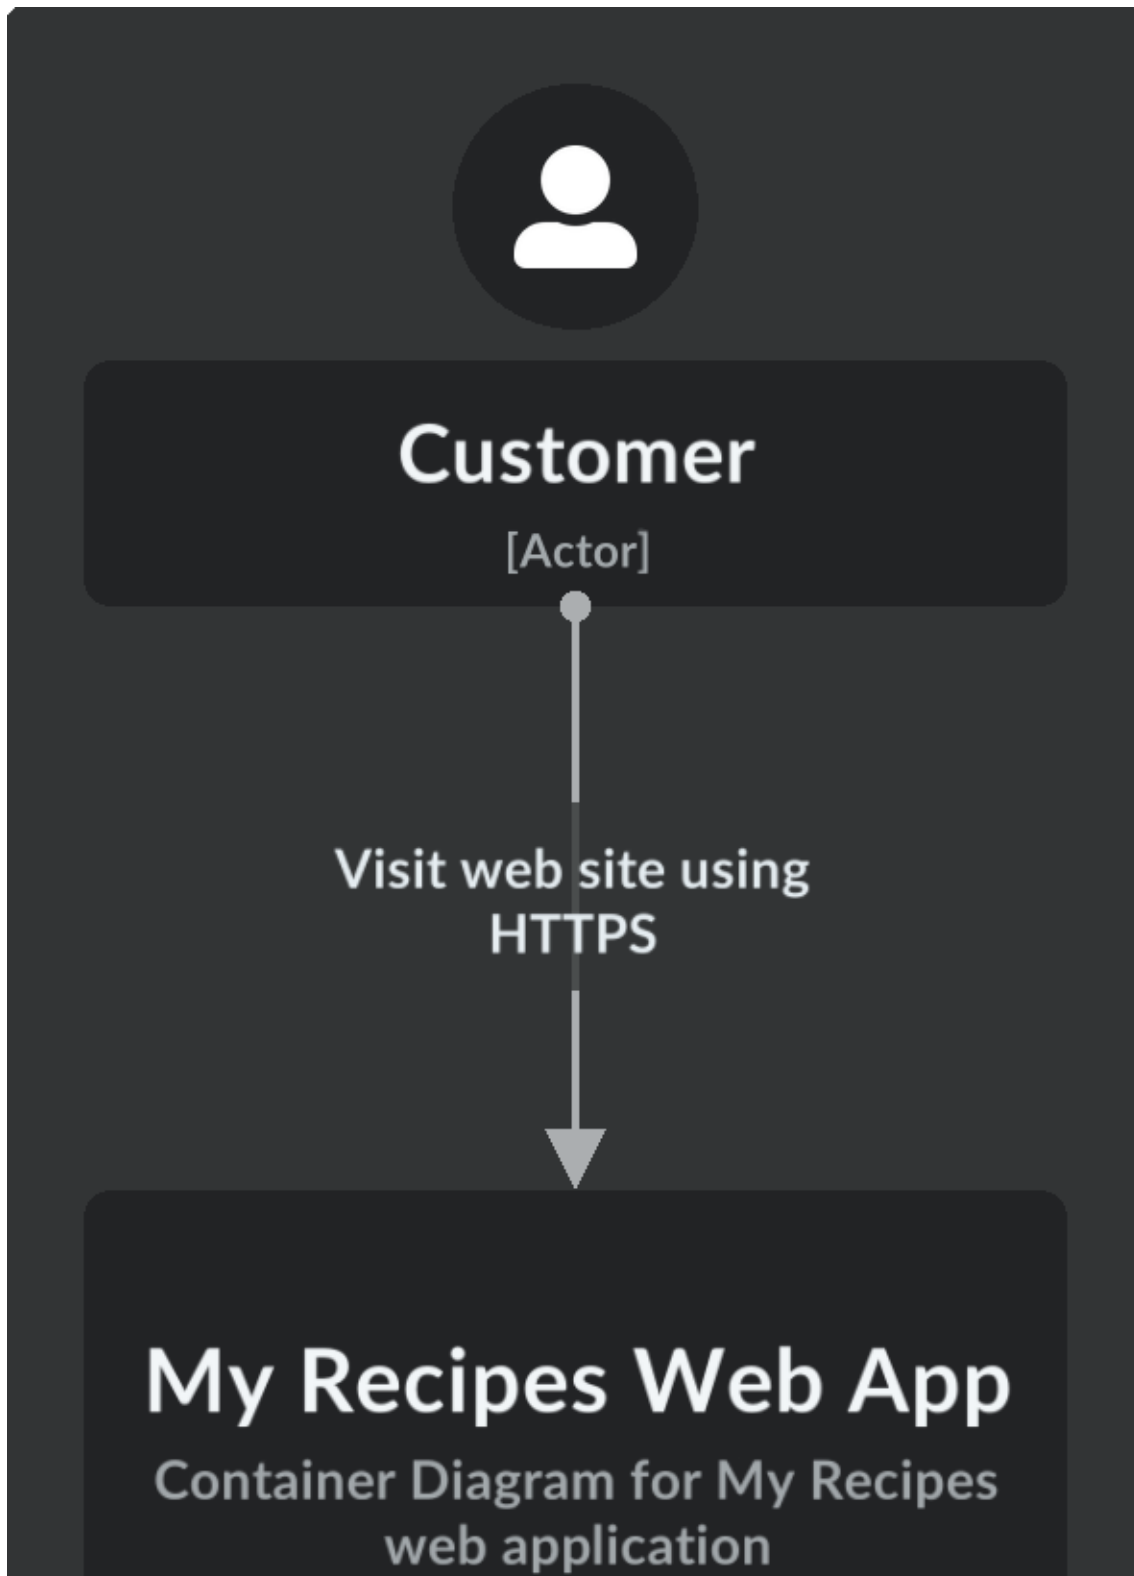 Customer
[Actor]
Visit web site using
HTTPS
My Recipes Web App
Container Diagram for My Recipes
web application